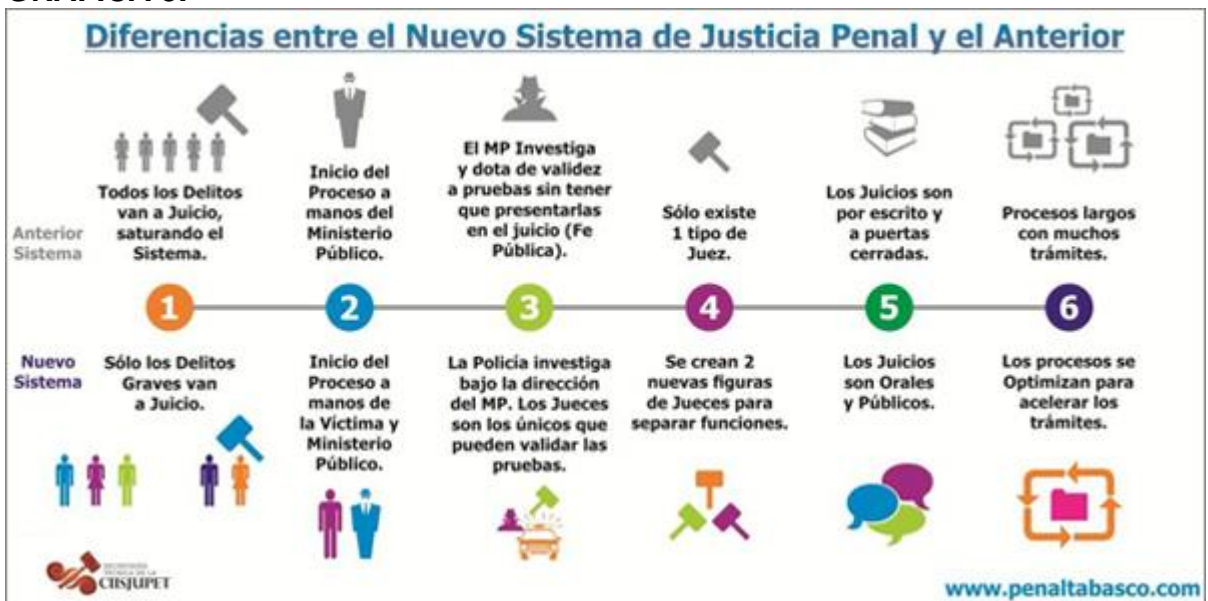 Diferencias entre el Nuevo Sistema de Justicia Penal y el Anterior
Anterior
Sistema
Todos los Delitos
van a Juicio,
saturando el
Sistema.
Inicio del
Proceso a
manos del
Ministerio
Público.
El MP Investiga
y dota de validez
a pruebas sin tener
que presentarlas
en el juicio (Fe
Pública).
Sólo existe
1 tipo de
Juez.
Los Juicios son
por escrito y
a puertas
cerradas.
Procesos largos
con muchos
trámites.
1
2
3
4
5
6
Nuevo
Sistema
Sólo los Delitos
Graves van
a Juicio.
Inicio del
Proceso a
manos de
la Víctima y
Ministerio
Público.
La Policía investiga
bajo la dirección
del MP. Los Jueces
son los únicos que
pueden validar las
pruebas.
Se crean 2
nuevas figuras
de Jueces para
separar funciones.
Los Juicios
son Orales
y Públicos.
Los procesos se
Optimizan para
acelerar los
trámites.
CIISJUPET
www.penaltabasco.com